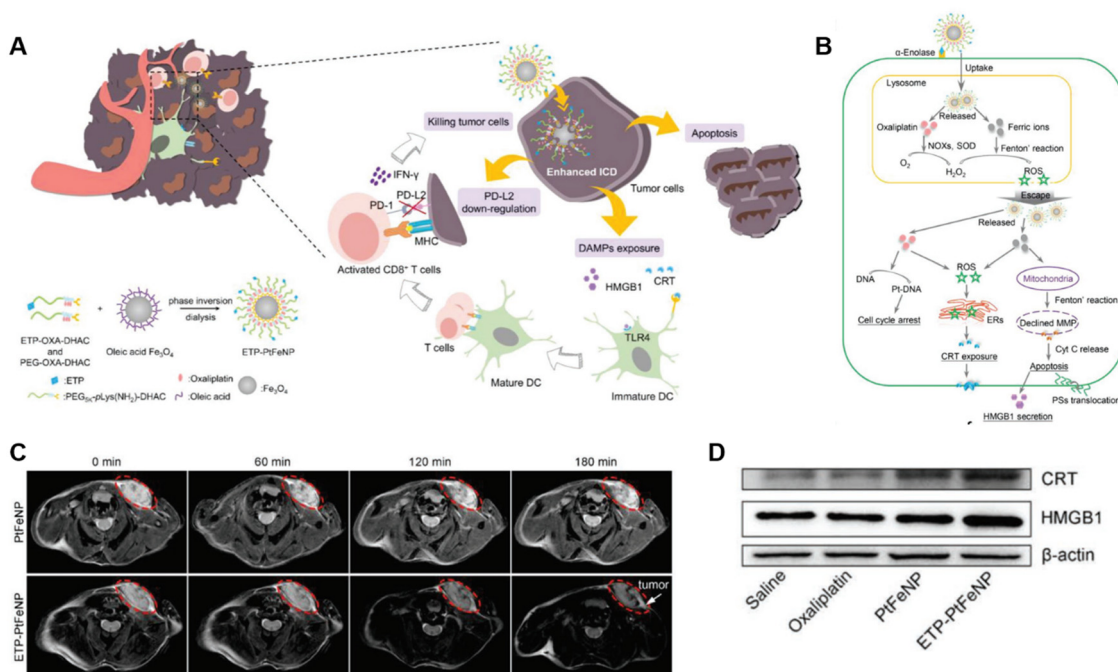 A
Killing tumor cells
IFN-γ
PD-L2
PD-1
MHC
Activated CD8⁺ T cells
PD-L2
down-regulation
Enhanced ICD
Tumor cells
Apoptosis
DAMPs exposure
HMGB1
CRT
TLR4
T cells
Mature DC
Immature DC
ETP-OXA-DHAC
and
PEG-OXA-DHAC
+
Oleic acid Fe₃O₄
phase inversion
dialysis
ETP-PtFeNP
:ETP
:Oxaliplatin
:Fe₃O₄
:PEG₅ₖ-pLys(NH₂)-DHAC
:Oleic acid
B
α-Enolase
Uptake
Lysosome
Released
Oxaliplatin
Ferric ions
NOXs, SOD
Fenton' reaction
O₂
H₂O₂
ROS
Escape
Released
DNA
Pt-DNA
Cell cycle arrest
ROS
ERs
CRT exposure
Mitochondria
Fenton' reaction
Declined MMP
Cyt C release
Apoptosis
PSs translocation
HMGB1 secretion
C
0 min
60 min
120 min
180 min
PtFeNP
ETP-PtFeNP
tumor
D
CRT
HMGB1
β-actin
Saline
Oxaliplatin
PtFeNP
ETP-PtFeNP